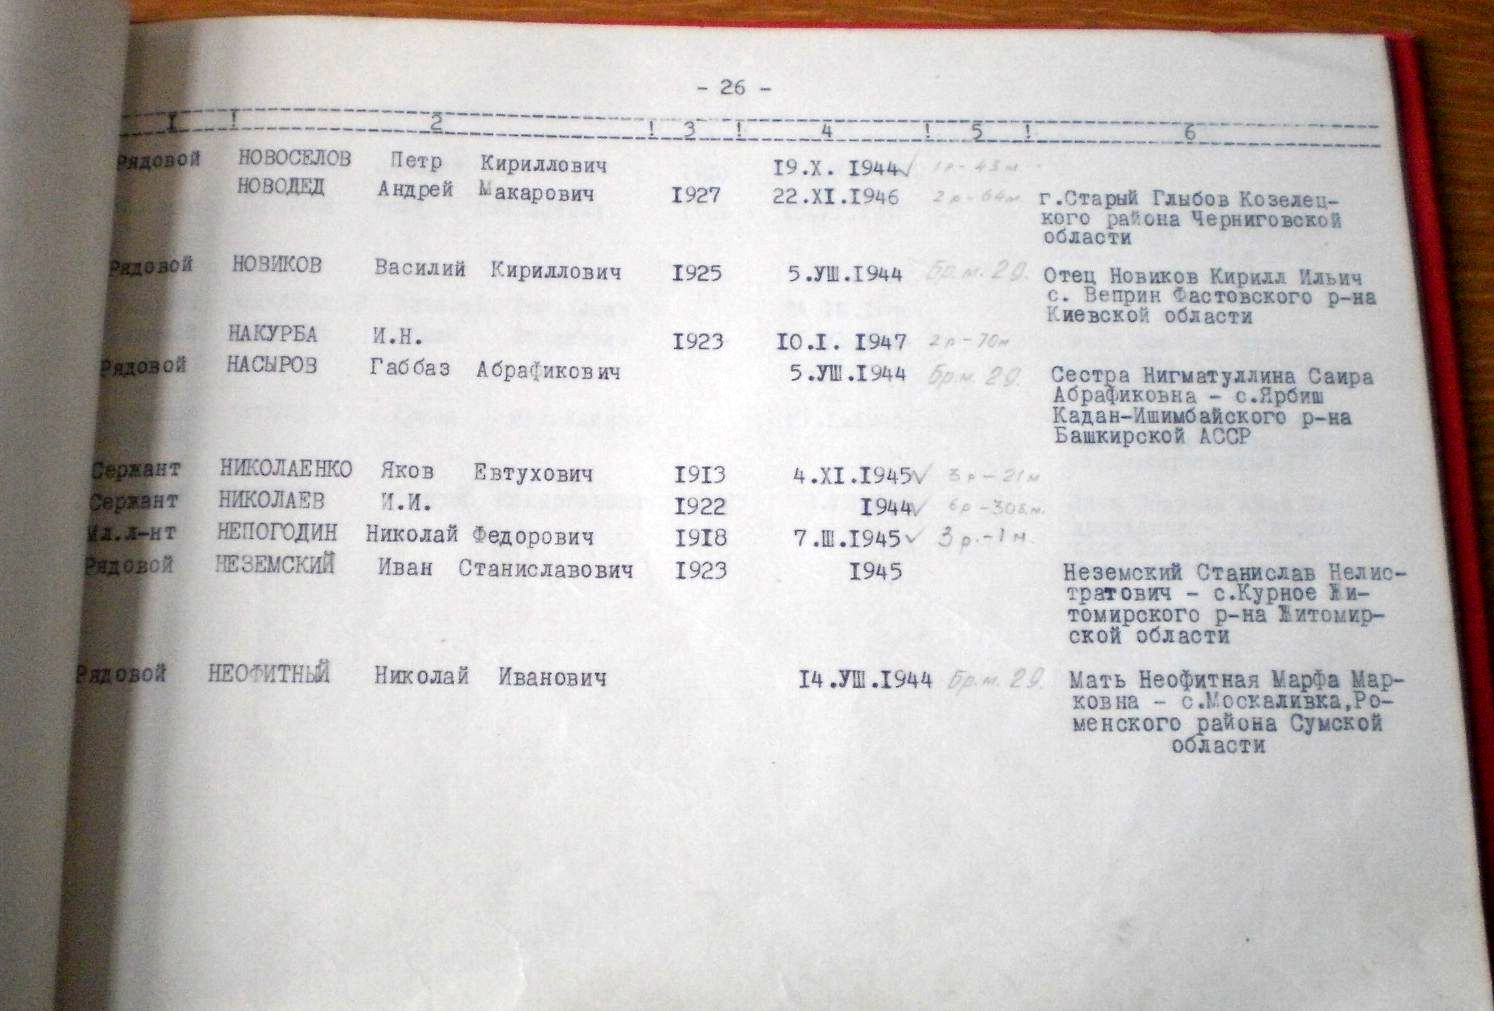 - 26 -
I ! 2 ! 3 ! 4 ! 5 ! 6
Рядовой НОВОСЕЛОВ Петр Кириллович 19.X. 1944 ✓ 1р-43м
НОВОДЕД Андрей Макарович 1927 22.XI.1946 2р-64м г.Старый Глыбов Козелец-
кого района Черниговской
области
Рядовой НОВИКОВ Василий Кириллович 1925 5.УШ.1944 Бр.м. 29. Отец Новиков Кирилл Ильич
с. Веприн Фастовского р-на
Киевской области
НАКУРБА И.Н. 1923 10.I. 1947 2р-70м
Рядовой НАСЫРОВ Габбаз Абрафикович 5.УШ.1944 Бр.м. 29. Сестра Нигматуллина Саира
Абрафиковна - с.Ярбиш
Кадан-Ишимбайского р-на
Башкирской АССР
Сержант НИКОЛАЕНКО Яков Евтухович 1913 4.XI.1945 ✓ 3р-21м
Сержант НИКОЛАЕВ И.И. 1922 1944 ✓ 6р-30б.м.
Мл.л-нт НЕПОГОДИН Николай Федорович 1918 7.Ш.1945 ✓ 3р.-1м.
Рядовой НЕЗЕМСКИЙ Иван Станиславович 1923 1945 Неземский Станислав Нелис-
тратович - с.Курное Жи-
томирского р-на Житомир-
ской области
Рядовой НЕОФИТНЫЙ Николай Иванович 14.УШ.1944 Бр.м. 29. Мать Неофитная Марфа Мар-
ковна - с.Москаливка,Ро-
менского района Сумской
области